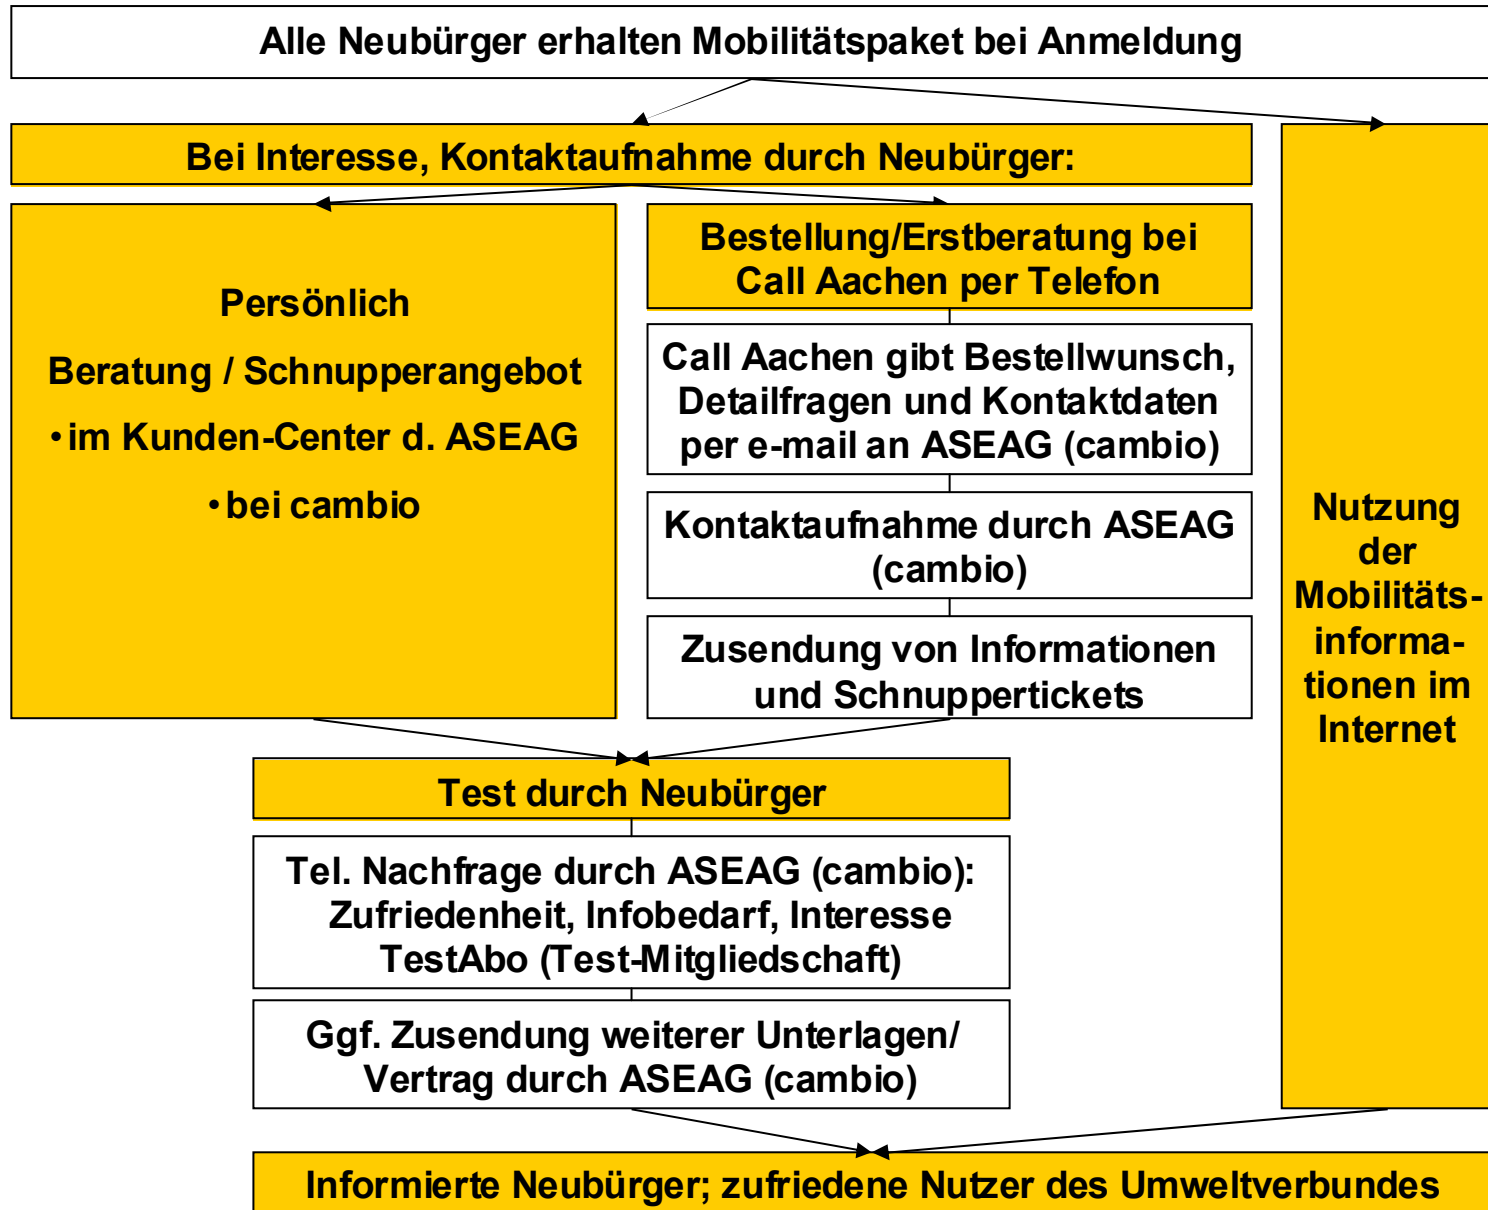 Alle Neubürger erhalten Mobilitätspaket bei Anmeldung
Bei Interesse, Kontaktaufnahme durch Neubürger:
Persönlich
Beratung / Schnupperangebot
• im Kunden-Center d. ASEAG
• bei cambio
Bestellung/Erstberatung bei
Call Aachen per Telefon
Call Aachen gibt Bestellwunsch,
Detailfragen und Kontaktdaten
per e-mail an ASEAG (cambio)
Kontaktaufnahme durch ASEAG
(cambio)
Zusendung von Informationen
und Schnuppertickets
Nutzung
der
Mobilitäts-
informa-
tionen im
Internet
Test durch Neubürger
Tel. Nachfrage durch ASEAG (cambio):
Zufriedenheit, Infobedarf, Interesse
TestAbo (Test-Mitgliedschaft)
Ggf. Zusendung weiterer Unterlagen/
Vertrag durch ASEAG (cambio)
Informierte Neubürger; zufriedene Nutzer des Umweltverbundes